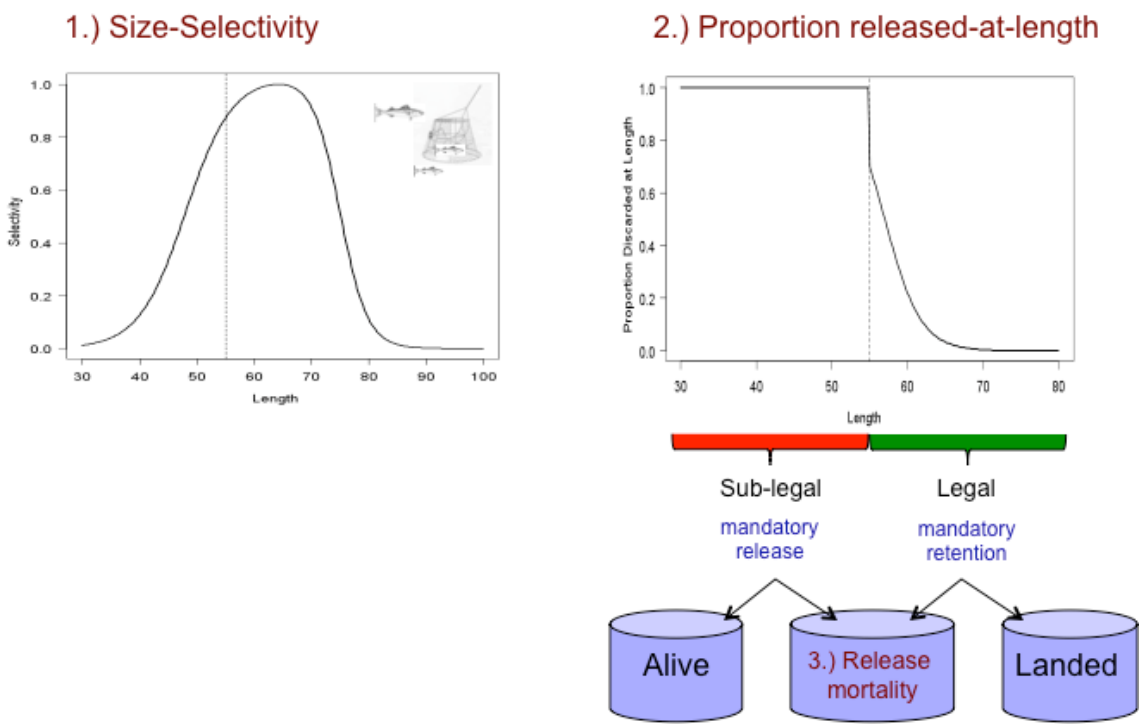 1.) Size-Selectivity
1.0
0.8
0.6
0.4
0.2
0.0
Selectivity
30 40 50 60 70 80 90 100
Length
2.) Proportion released-at-length
1.0
0.8
0.6
0.4
0.2
0.0
Proportion Discarded at Length
30 40 50 60 70 80
Length
Sub-legal
mandatory
release
Legal
mandatory
retention
Alive
3.) Release
mortality
Landed